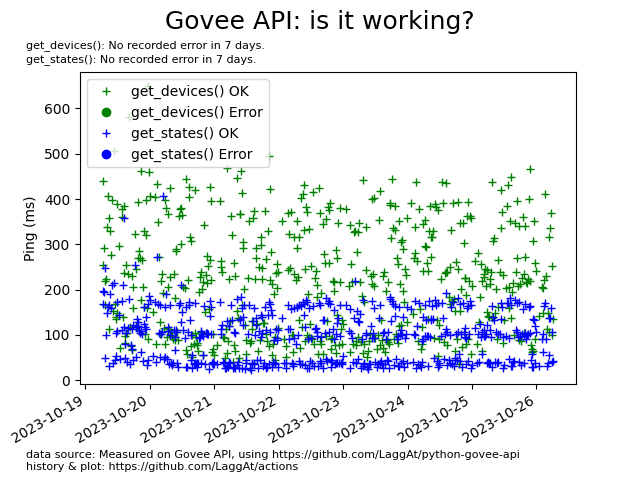 Govee API: is it working?
get_devices(): No recorded error in 7 days.
get_states(): No recorded error in 7 days.
get_devices() OK
get_devices() Error
get_states() OK
get_states() Error
Ping (ms)
600
500
400
300
200
100
0
2023-10-19
2023-10-20
2023-10-21
2023-10-22
2023-10-23
2023-10-24
2023-10-25
2023-10-26
data source: Measured on Govee API, using https://github.com/LaggAt/python-govee-api
history & plot: https://github.com/LaggAt/actions